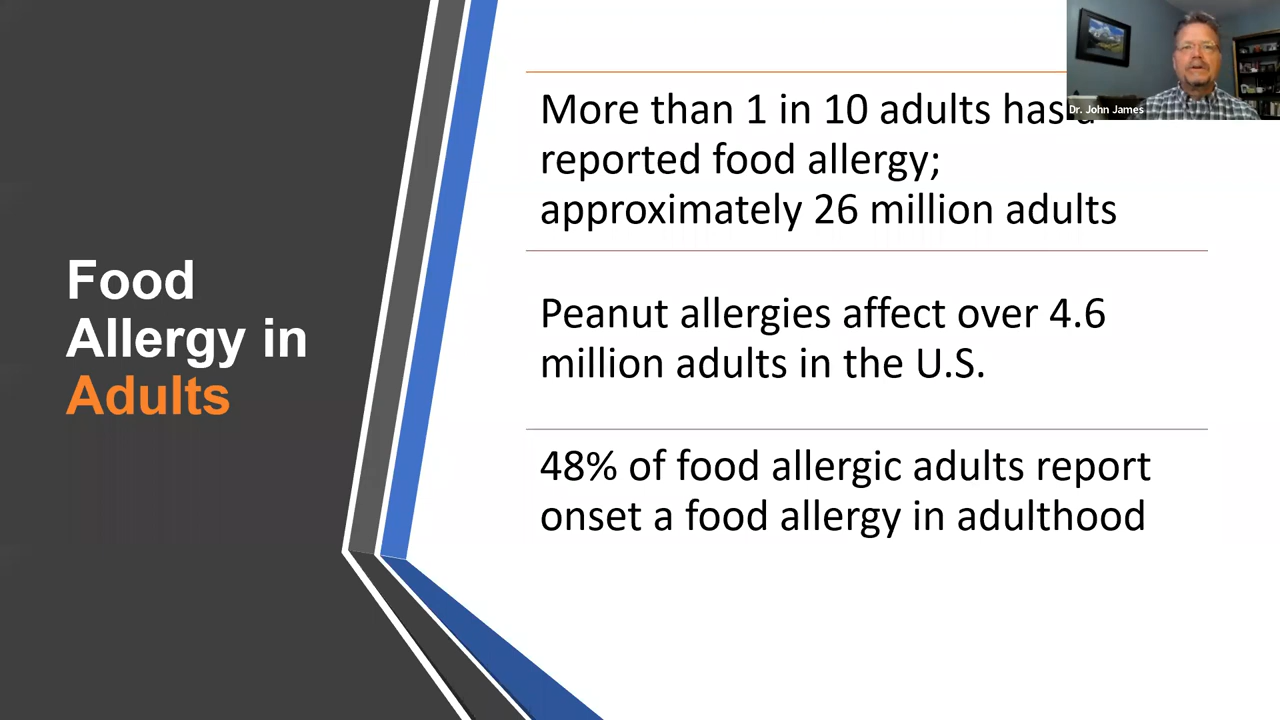 Food
Allergy in
Adults
More than 1 in 10 adults has a
reported food allergy;
approximately 26 million adults
Peanut allergies affect over 4.6
million adults in the U.S.
48% of food allergic adults report
onset a food allergy in adulthood
Dr. John James